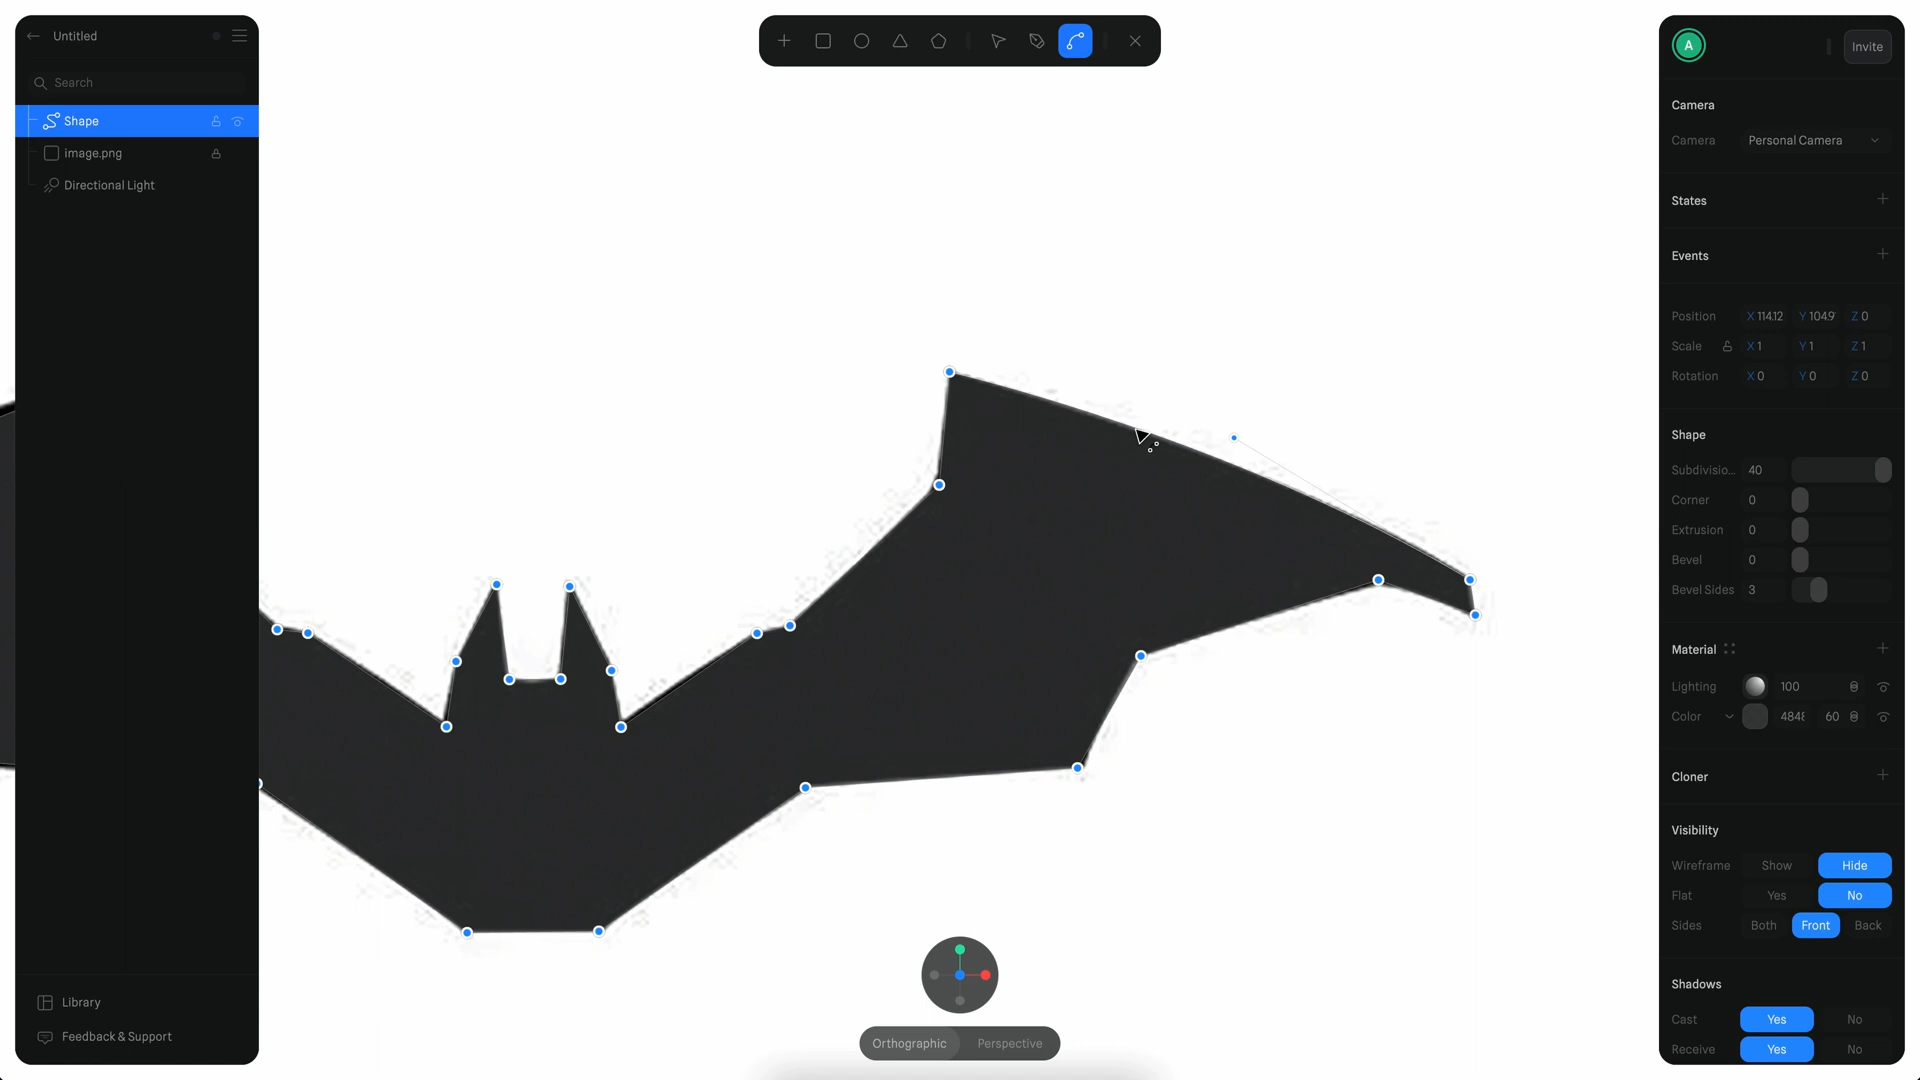 Untitled
Search
Shape
image.png
Directional Light
Library
Feedback & Support
Orthographic
Perspective
A
Invite
Camera
Camera Personal Camera
States
Events
Position X 114.12 Y 104.9 Z 0
Scale X 1 Y 1 Z 1
Rotation X 0 Y 0 Z 0
Shape
Subdivisio... 40
Corner 0
Extrusion 0
Bevel 0
Bevel Sides 3
Material
Lighting 100
Color 4848 60
Cloner
Visibility
Wireframe Show Hide
Flat Yes No
Sides Both Front Back
Shadows
Cast Yes No
Receive Yes No